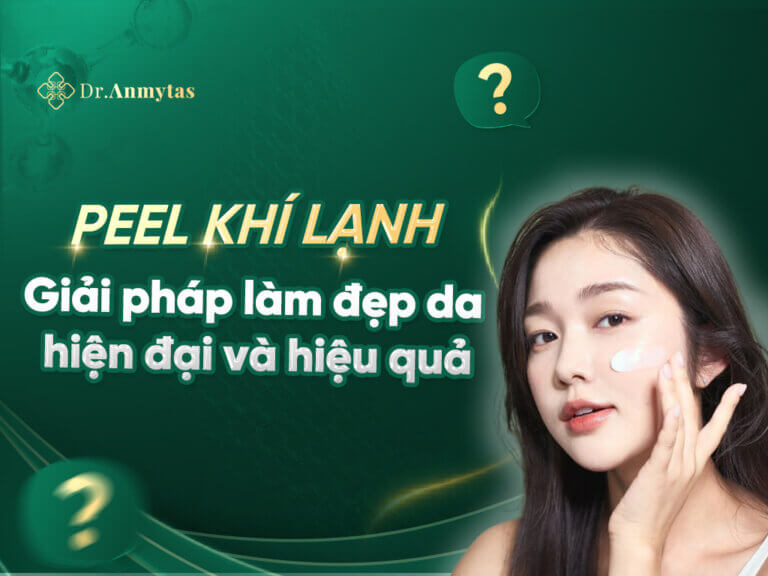 Dr.Anmytas
?
PEEL KHÍ LẠNH
Giải pháp làm đẹp da
hiện đại và hiệu quả
?